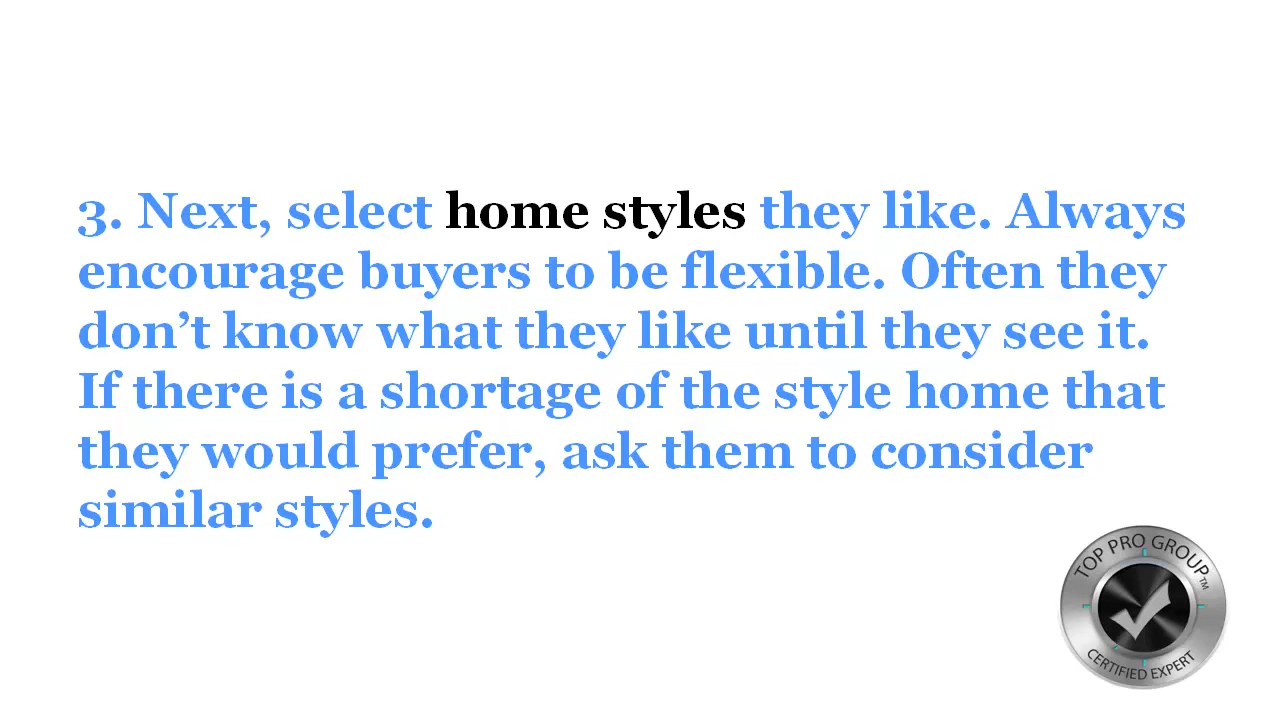 3. Next, select home styles they like. Always
encourage buyers to be flexible. Often they
don’t know what they like until they see it.
If there is a shortage of the style home that
they would prefer, ask them to consider
similar styles.
TOP PRO GROUP™
CERTIFIED EXPERT